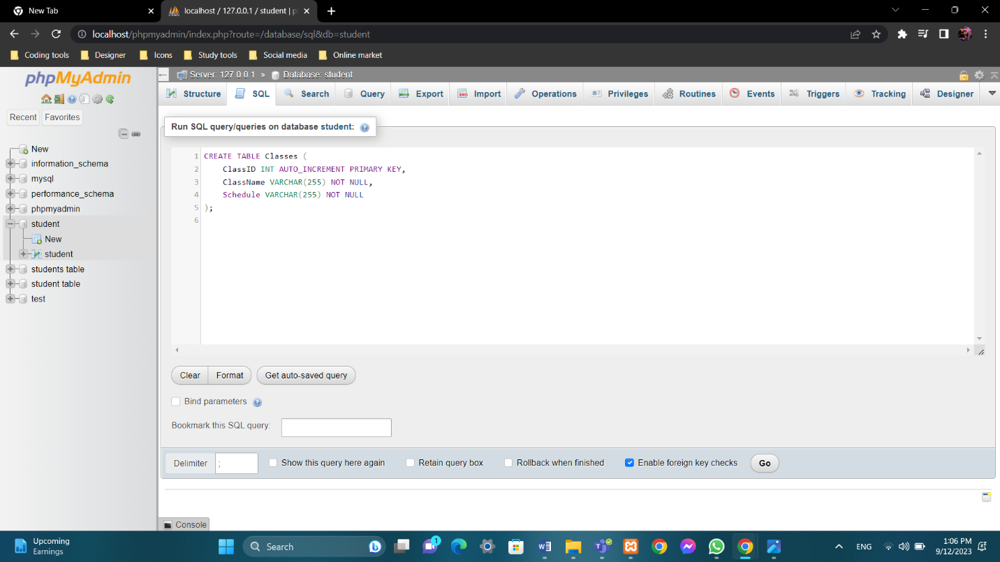 New Tab
localhost / 127.0.0.1 / student | p
localhost/phpmyadmin/index.php?route=/database/sql&db=student
Coding tools Designer Icons Study tools Social media Online market
phpMyAdmin
Recent Favorites
New
information_schema
mysql
performance_schema
phpmyadmin
student
New
student
students table
student table
test
Server: 127.0.0.1 » Database: student
Structure SQL Search Query Export Import Operations Privileges Routines Events Triggers Tracking Designer
Run SQL query/queries on database student:
1 CREATE TABLE Classes (
2 ClassID INT AUTO_INCREMENT PRIMARY KEY,
3 ClassName VARCHAR(255) NOT NULL,
4 Schedule VARCHAR(255) NOT NULL
5 );
6
Clear Format Get auto-saved query
Bind parameters
Bookmark this SQL query:
Delimiter ; Show this query here again Retain query box Rollback when finished Enable foreign key checks Go
Console
Upcoming
Earnings
Search
1
ENG
1:06 PM
9/12/2023